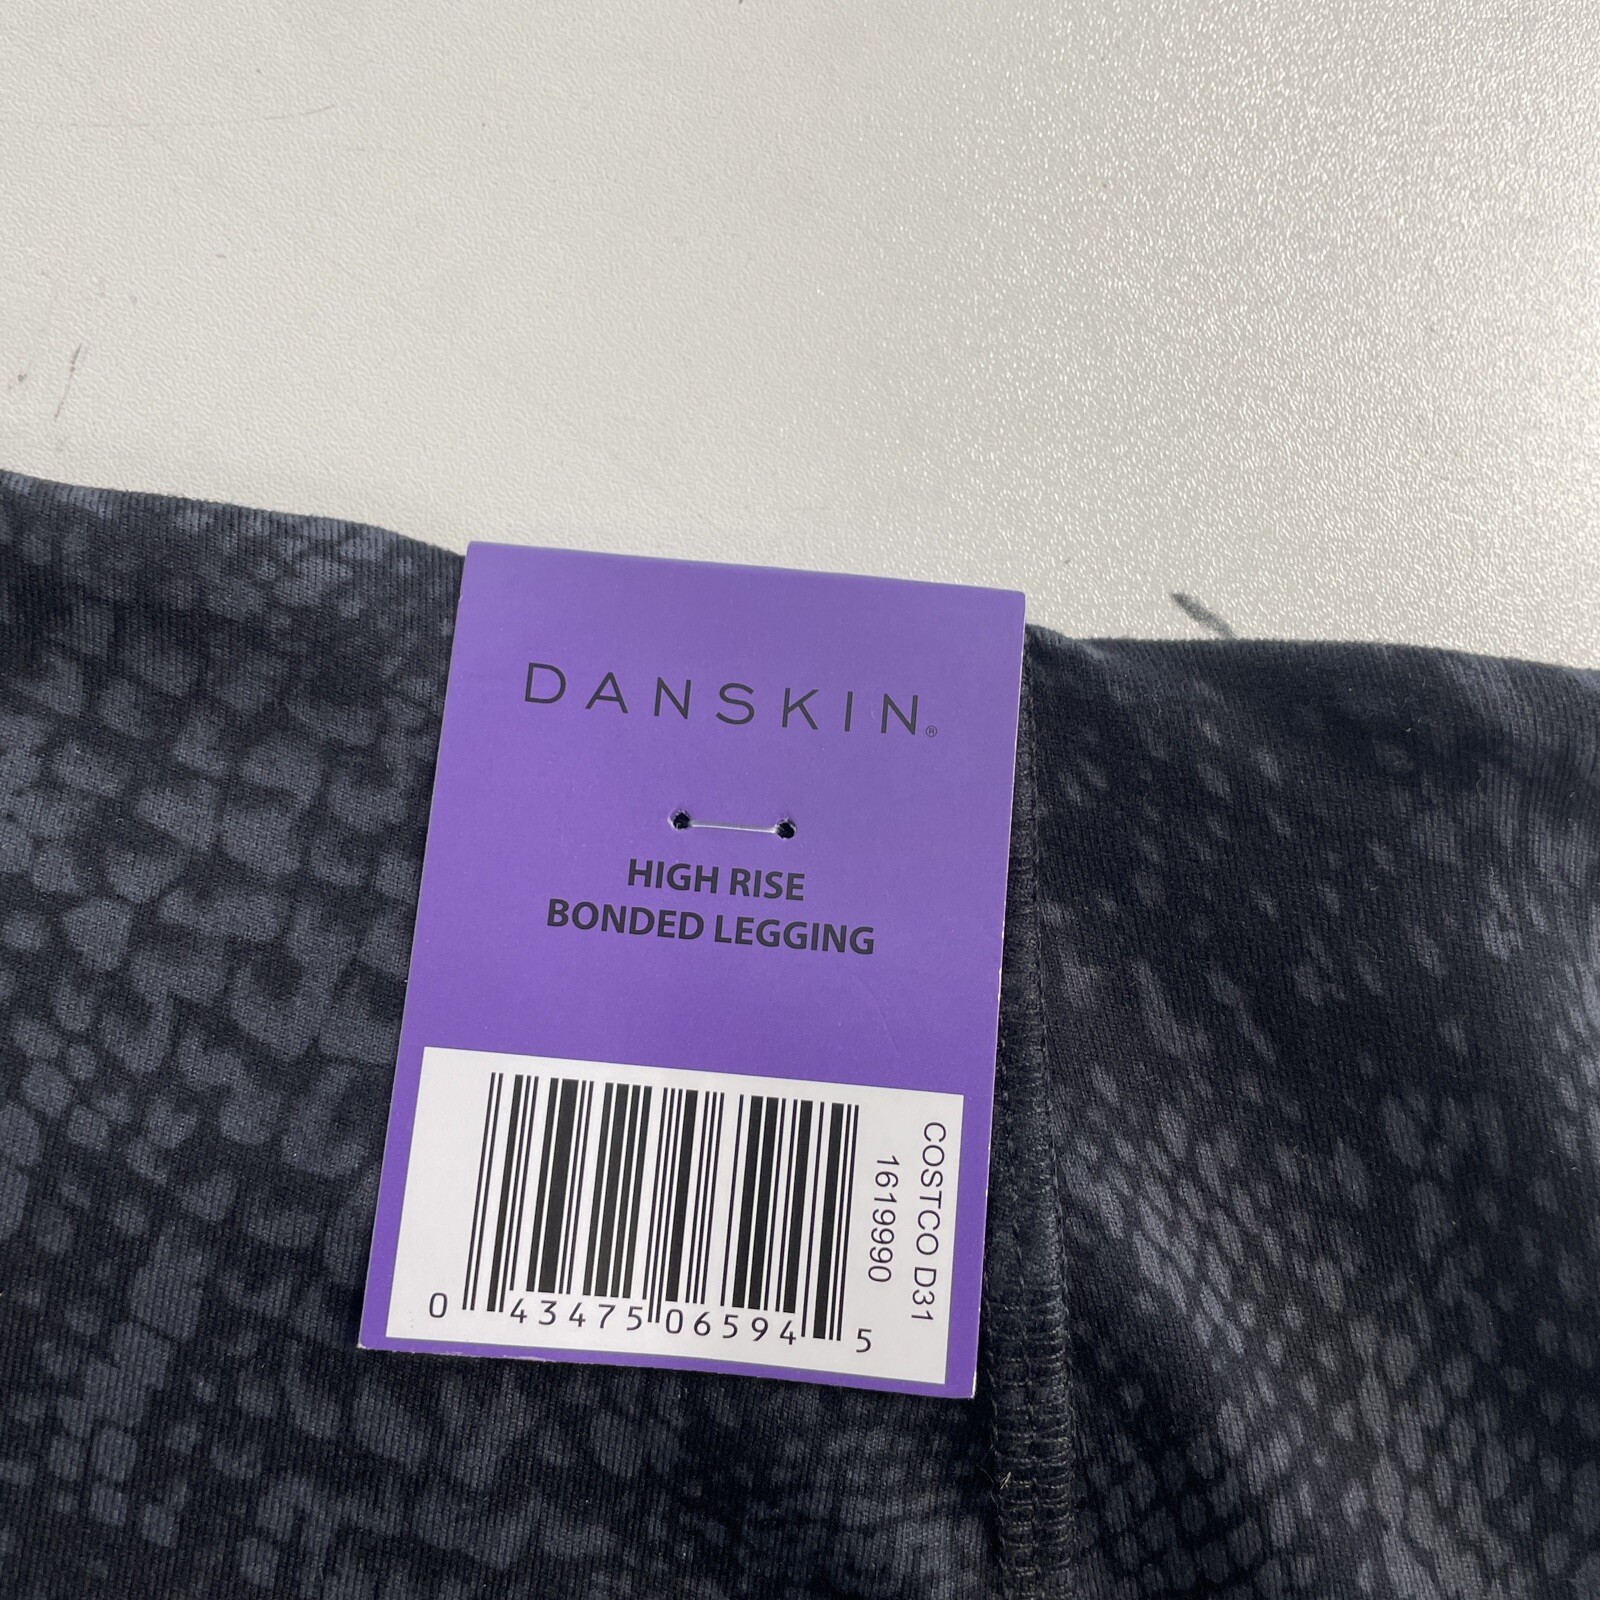 DANSKIN®
HIGH RISE
BONDED LEGGING
COSTCO D31
1619990
0 43475 06594 5